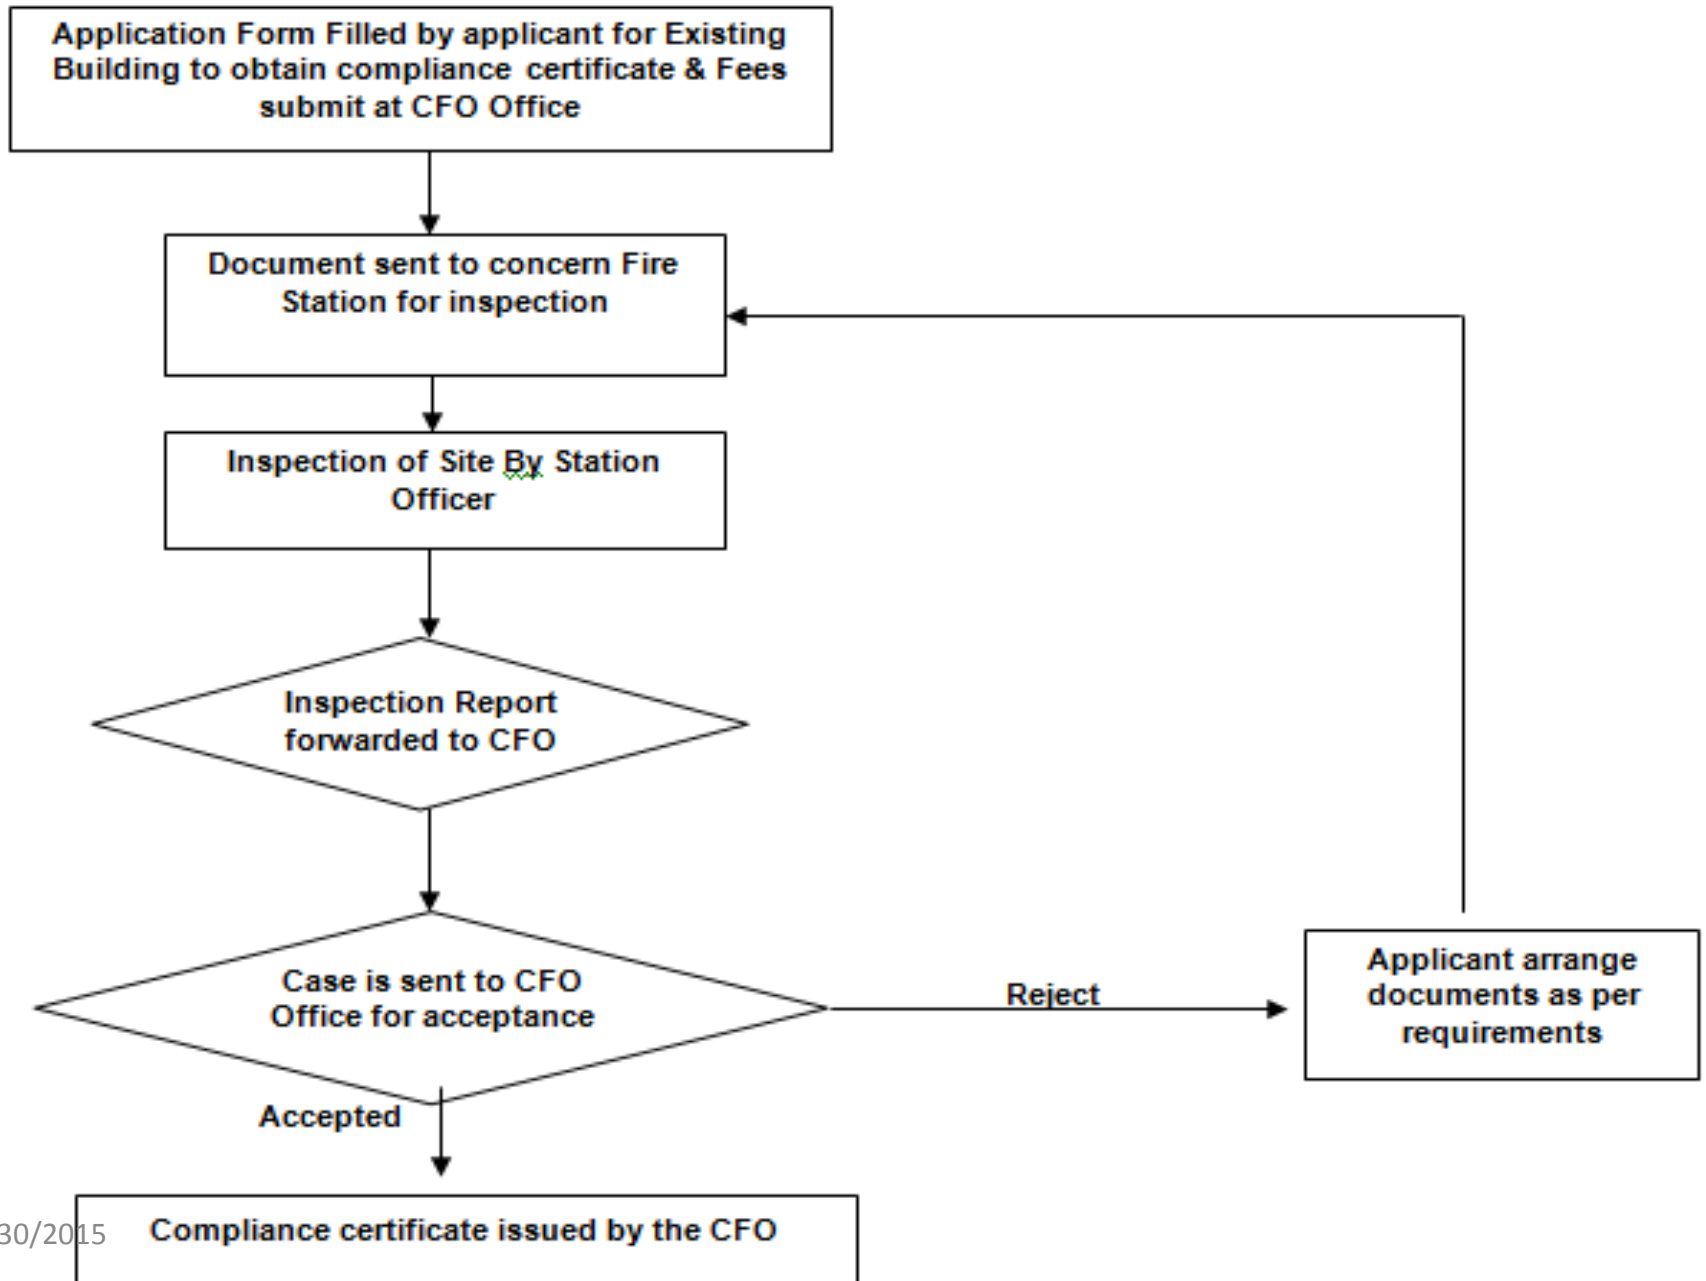 Application Form Filled by applicant for Existing
Building to obtain compliance certificate & Fees
submit at CFO Office
Document sent to concern Fire
Station for inspection
Inspection of Site By Station
Officer
Inspection Report
forwarded to CFO
Case is sent to CFO
Office for acceptance
Reject
Applicant arrange
documents as per
requirements
Accepted
Compliance certificate issued by the CFO
30/2015